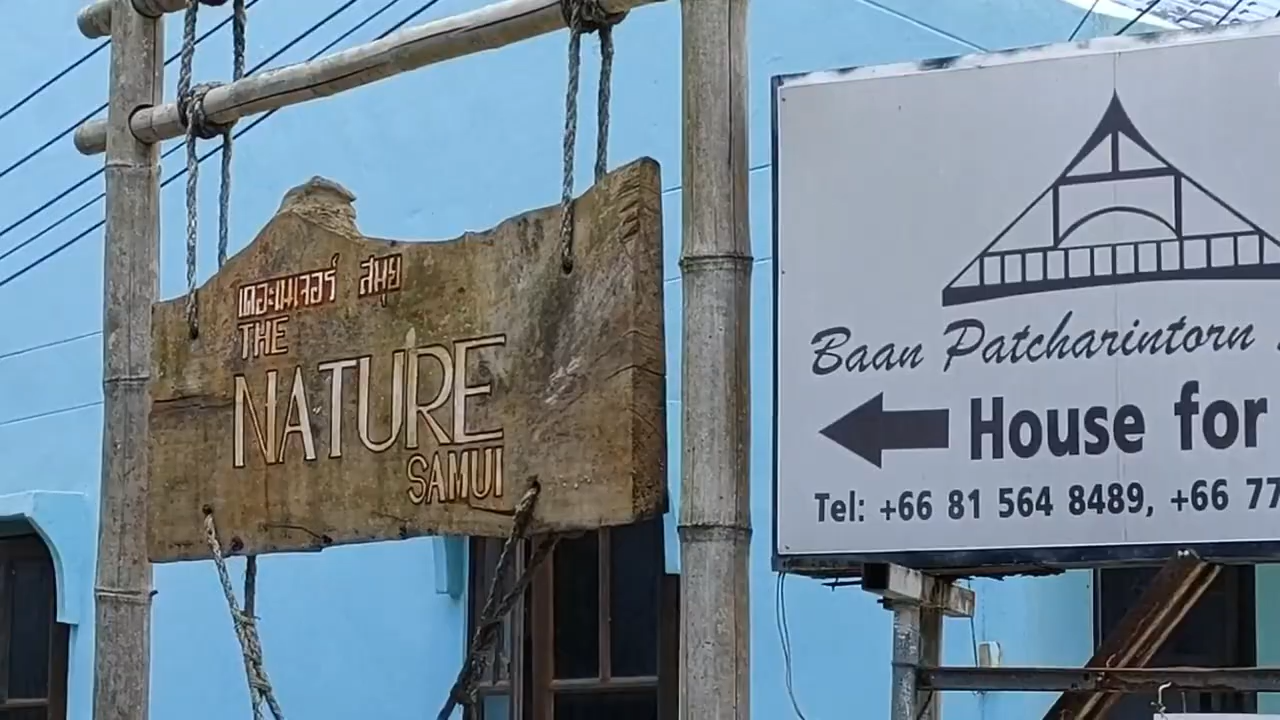 เดอะเนเจอร์ สมุย
THE
NATURE
SAMUI
Baan Patcharintorn
House for
Tel: +66 81 564 8489, +66 77